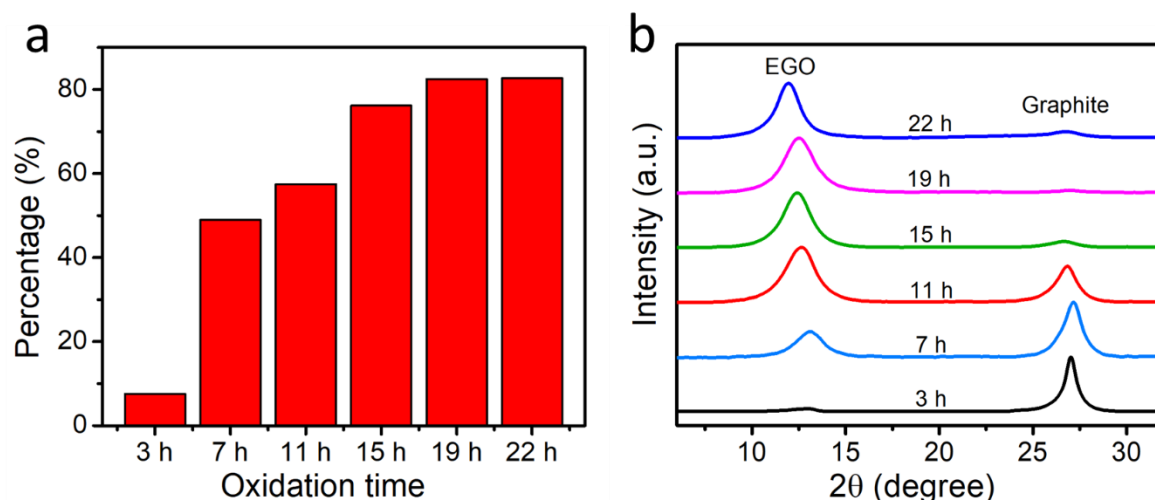 a
80
60
40
20
0
Percentage (%)
3 h 7 h 11 h 15 h 19 h 22 h
Oxidation time
b
EGO
Graphite
22 h
19 h
15 h
11 h
7 h
3 h
Intensity (a.u.)
10 15 20 25 30
2θ (degree)